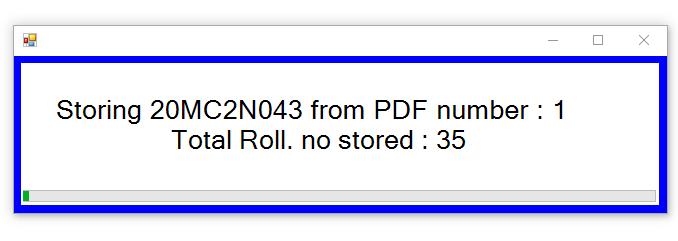 Storing 20MC2N043 from PDF number : 1
Total Roll. no stored : 35